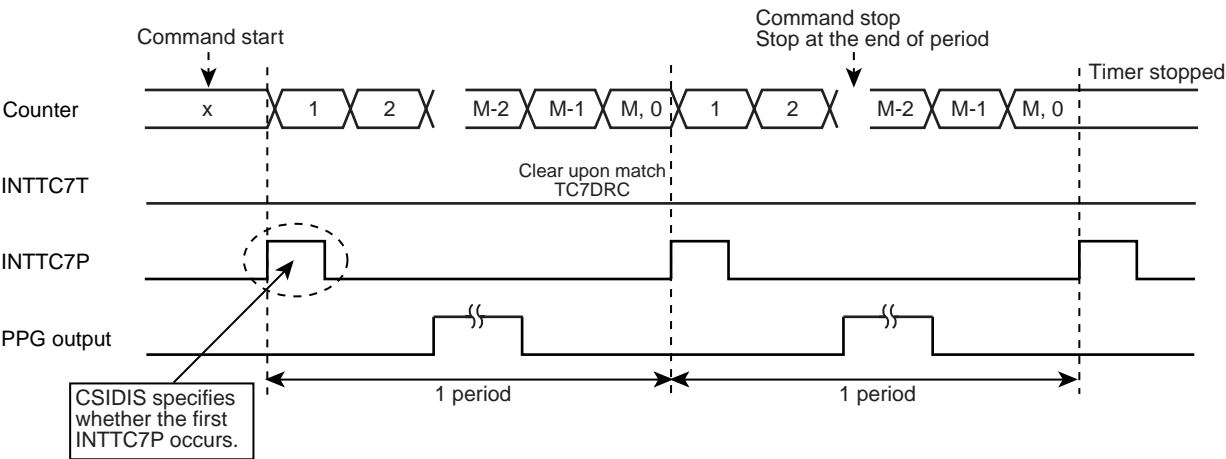 Command start
Command stop
Stop at the end of period
Timer stopped
Counter
x
1
2
M-2
M-1
M, 0
1
2
M-2
M-1
M, 0
INTTC7T
Clear upon match
TC7DRC
INTTC7P
PPG output
1 period
1 period
CSIDIS specifies
whether the first
INTTC7P occurs.